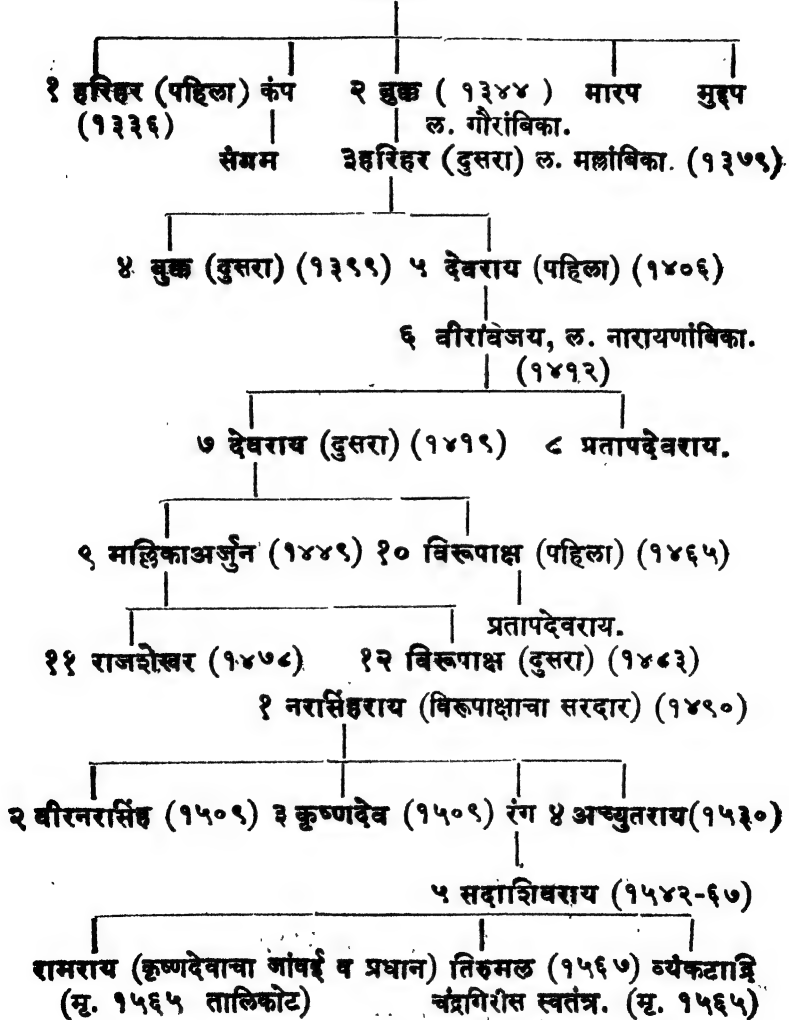 १ हरिहर (पहिला) कंप २ बुक्क ( १३४४ ) मारप मुद्दप
(१३३६) ल. गौरांबिका.
संगम ३हरिहर (दुसरा) ल. मल्लांबिका. (१३७९)
४ बुक्क (दुसरा) (१३९९) ५ देवराय (पहिला) (१४०६)
६ वीरविजय, ल. नारायणांबिका.
(१४१२)
७ देवराय (दुसरा) (१४१९) ८ प्रतापदेवराय.
९ मल्लिकाअर्जुन (१४४९) १० विरूपाक्ष (पहिला) (१४६५)
प्रतापदेवराय.
११ राजशेखर (१४७८) १२ विरूपाक्ष (दुसरा) (१४८३)
१ नरसिंहराय (विरूपाक्षाचा सरदार) (१४९०)
२ वीरनरसिंह (१५०९) ३ कृष्णदेव (१५०९) रंग ४ अच्युतराय(१५३०)
५ सदाशिवराय (१५४२-६७)
रामराय (कृष्णदेवाचा जांवई व प्रधान) तिरुमल (१५६७) व्यंकटाद्रि
(मृ. १५६५ तालिकोट) चंद्रगिरीस स्वतंत्र. (मृ. १५६५)